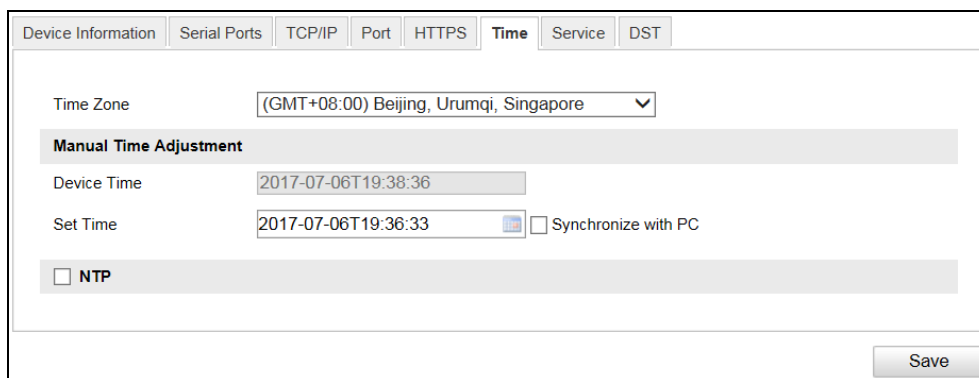 Device Information Serial Ports TCP/IP Port HTTPS Time Service DST
Time Zone (GMT+08:00) Beijing, Urumqi, Singapore
Manual Time Adjustment
Device Time 2017-07-06T19:38:36
Set Time 2017-07-06T19:36:33 Synchronize with PC
NTP
Save